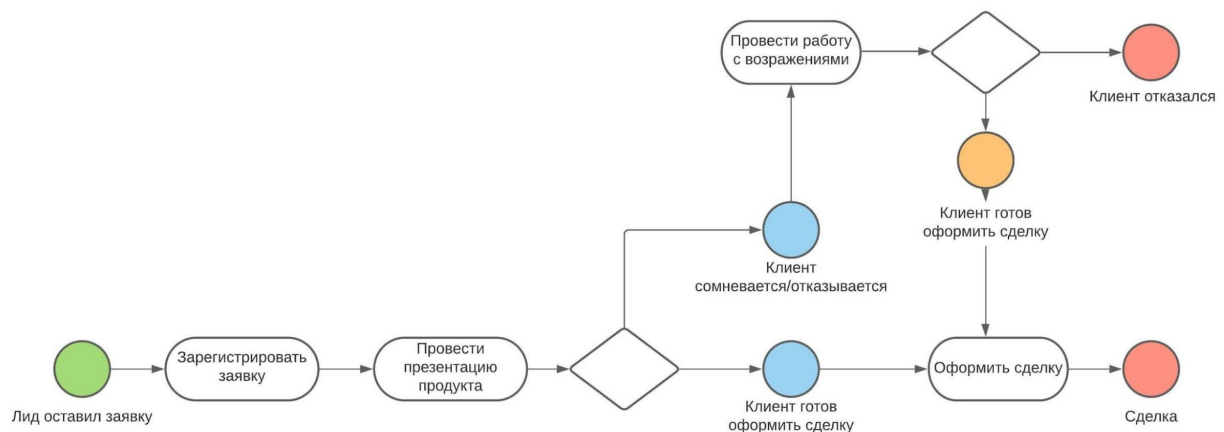 Провести работу
с возражениями
Клиент отказался
Клиент готов
оформить сделку
Клиент
сомневается/отказывается
Зарегистрировать
заявку
Провести
презентацию
продукта
Оформить сделку
Лид оставил заявку
Клиент готов
оформить сделку
Сделка